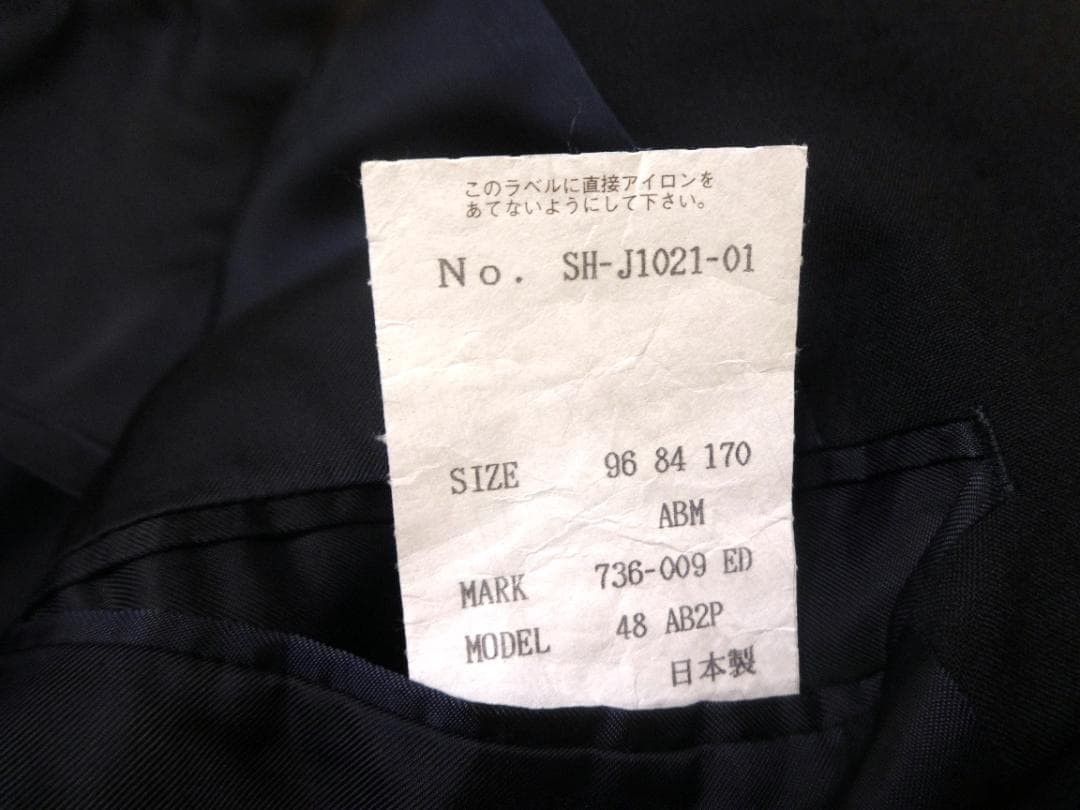 このラベルに直接アイロンを
あてないようにして下さい。
No. SH-J1021-01
SIZE 96 84 170
ABM
MARK 736-009 ED
MODEL 48 AB2P
日本製